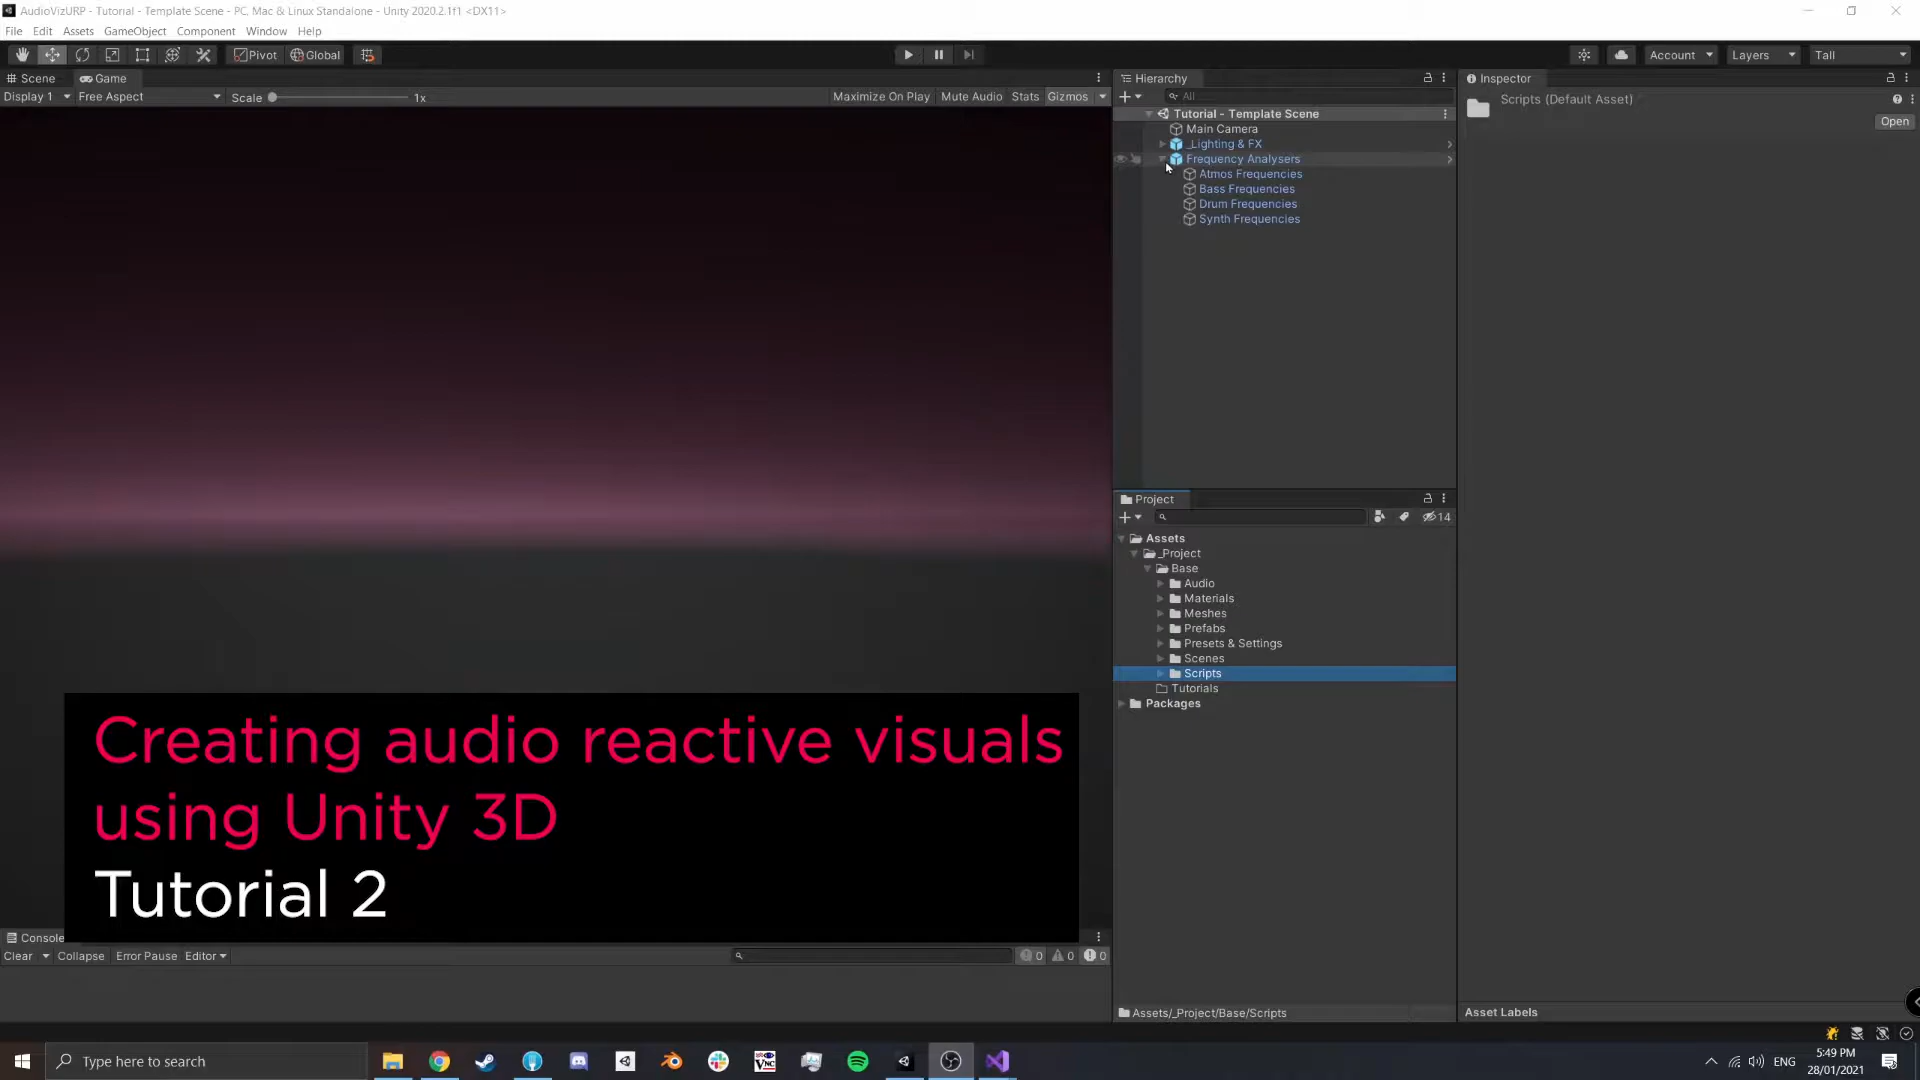 AudioVizURP - Tutorial - Template Scene - PC, Mac & Linux Standalone - Unity 2020.2.1f1 <DX11>
File Edit Assets GameObject Component Window Help
Pivot Global Account Layers Tall
Scene Game
Display 1 Free Aspect Scale 1x Maximize On Play Mute Audio Stats Gizmos
Hierarchy
All
Tutorial - Template Scene
Main Camera
_Lighting & FX
Frequency Analysers
Atmos Frequencies
Bass Frequencies
Drum Frequencies
Synth Frequencies
Inspector
Scripts (Default Asset)
Open
Project
14
Assets
_Project
Base
Audio
Materials
Meshes
Prefabs
Presets & Settings
Scenes
Scripts
Tutorials
Packages
Assets/_Project/Base/Scripts
Asset Labels
Creating audio reactive visuals
using Unity 3D
Tutorial 2
Console
Clear Collapse Error Pause Editor 0 0 0
Type here to search
VNC
ENG
5:49 PM
28/01/2021